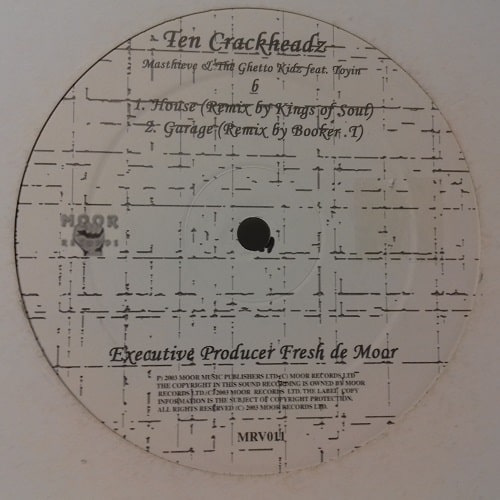 Ten Crackheadz
Masthieve & The Ghetto Kidz feat. Toyin
b
1. House (Remix by Kings of Soul)
2. Garage (Remix by Booker .T)
MOOR
RECORDS
Executive Producer Fresh de Moor
P; 2003 MOOR MUSIC PUBLISHERS LTD (C) MOOR RECORDS LTD
THE COPYRIGHT IN THIS SOUND RECORDING IS OWNED BY MOOR
RECORDS LTD.(C) 2003 MOOR RECORDS LTD. THE LABEL COPY
INFORMATION IS THE SUBJECT OF COPYRIGHT PROTECTION.
ALL RIGHTS RESERVED (C) 2003 MOOR RECORDS LTD.
MRV011